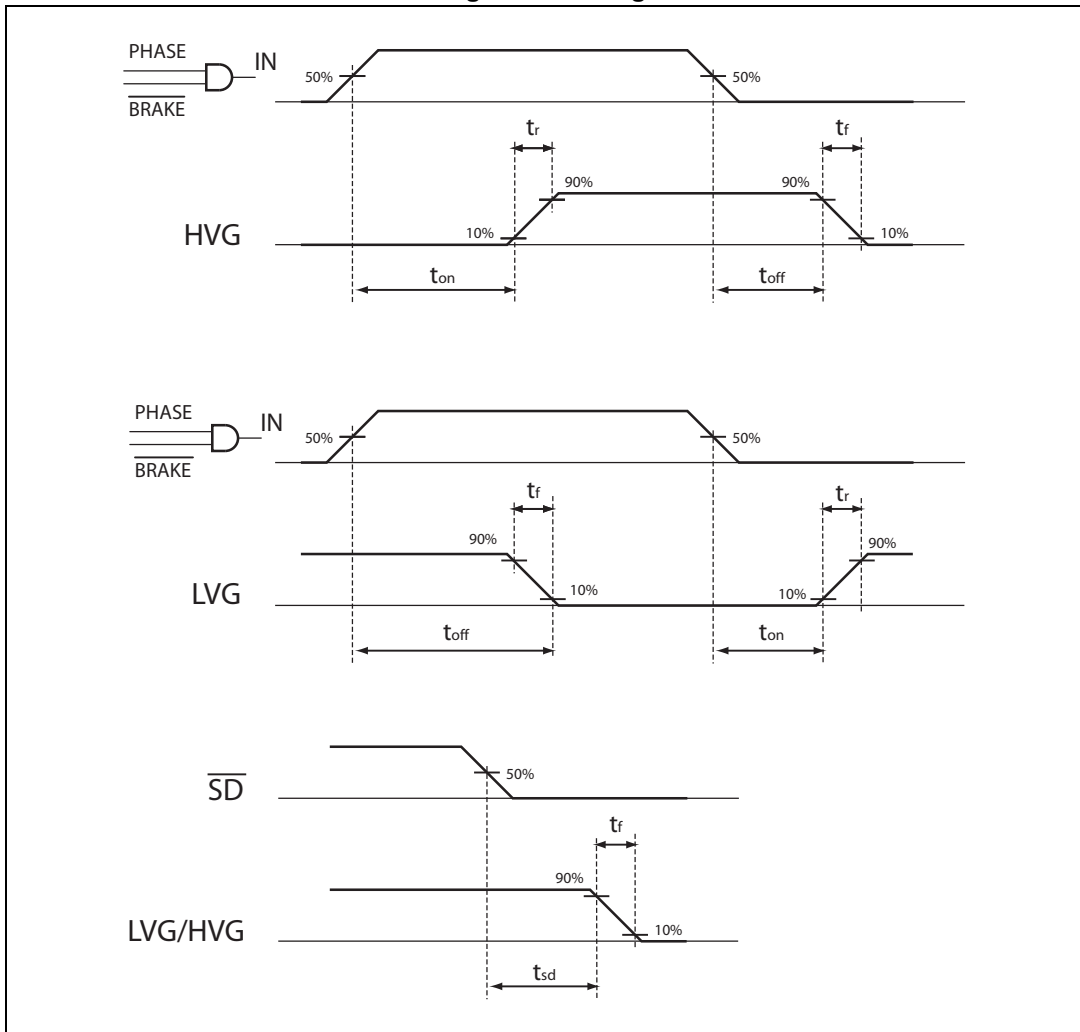 PHASE
IN
BRAKE
50%
50%
tr
tf
90%
90%
HVG
10%
10%
ton
toff
PHASE
IN
BRAKE
50%
50%
tf
tr
90%
90%
LVG
10%
10%
toff
ton
SD
50%
tf
90%
LVG/HVG
10%
tsd